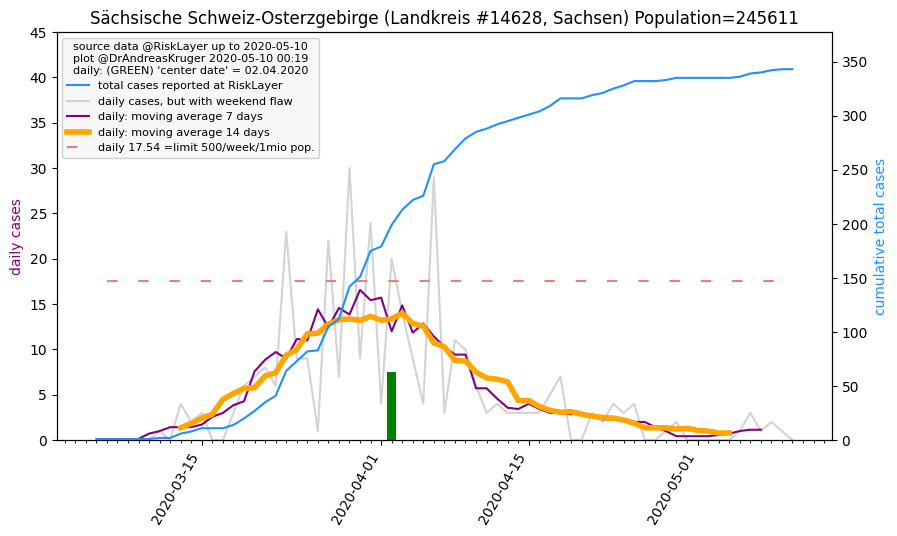 Sächsische Schweiz-Osterzgebirge (Landkreis #14628, Sachsen) Population=245611
source data @RiskLayer up to 2020-05-10
plot @DrAndreasKruger 2020-05-10 00:19
daily: (GREEN) 'center date' = 02.04.2020
total cases reported at RiskLayer
daily cases, but with weekend flaw
daily: moving average 7 days
daily: moving average 14 days
daily 17.54 =limit 500/week/1mio pop.
daily cases
45
40
35
30
25
20
15
10
5
0
350
300
250
200
150
100
50
0
cumulative total cases
2020-03-15
2020-04-01
2020-04-15
2020-05-01